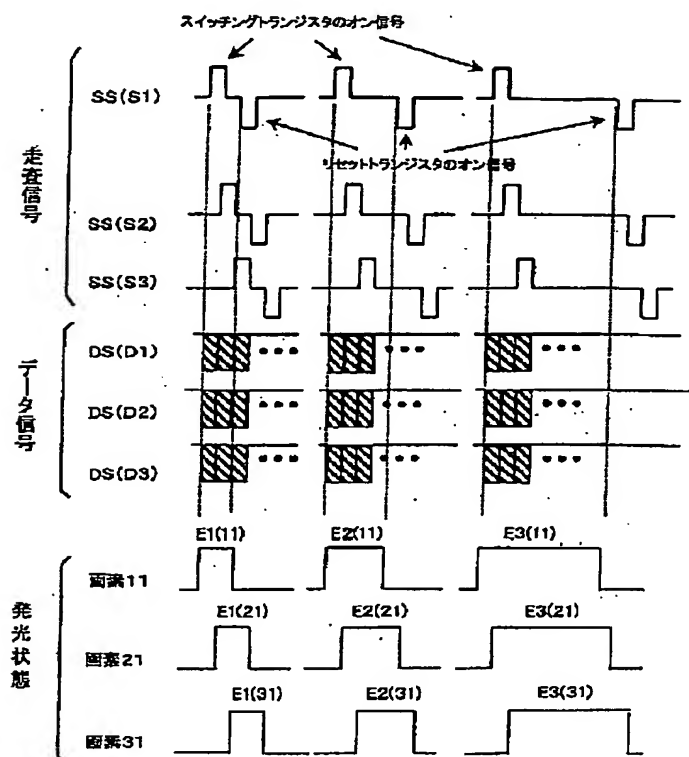 スイッチングトランジスタのオン信号
SS(S1)
リセットトランジスタのオン信号
走査信号
SS(S2)
SS(S3)
データ信号
DS(D1)
DS(D2)
DS(D3)
E1(11) E2(11) E3(11)
画素11
発光状態
E1(21) E2(21) E3(21)
画素21
E1(31) E2(31) E3(31)
画素31